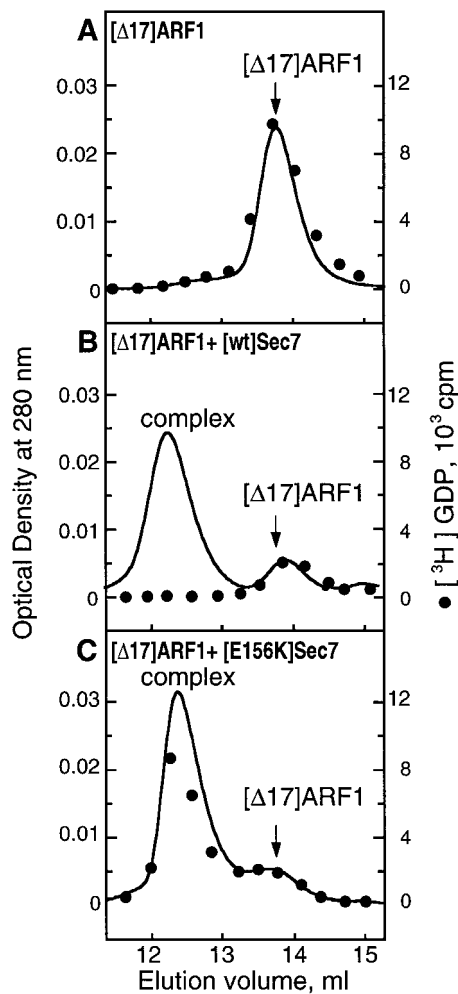 A [Δ17]ARF1
[Δ17]ARF1
0.03
0.02
0.01
0
12
8
4
0
B [Δ17]ARF1+ [wt]Sec7
complex
[Δ17]ARF1
0.03
0.02
0.01
0
12
8
4
0
C [Δ17]ARF1+ [E156K]Sec7
complex
[Δ17]ARF1
0.03
0.02
0.01
0
12
8
4
0
12 13 14 15
Elution volume, ml
Optical Density at 280 nm
● [³H] GDP, 10³ cpm